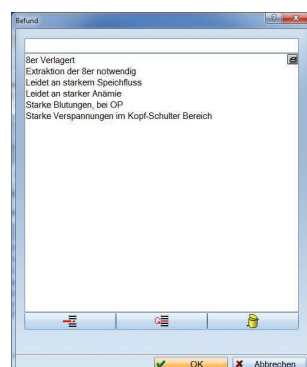 Befund
8er Verlagert
Extraktion der 8er notwendig
Leidet an starkem Speichfluss
Leidet an starker Anämie
Starke Blutungen, bei OP
Starke Verspannungen im Kopf-Schulter Bereich
OK
Abbrechen